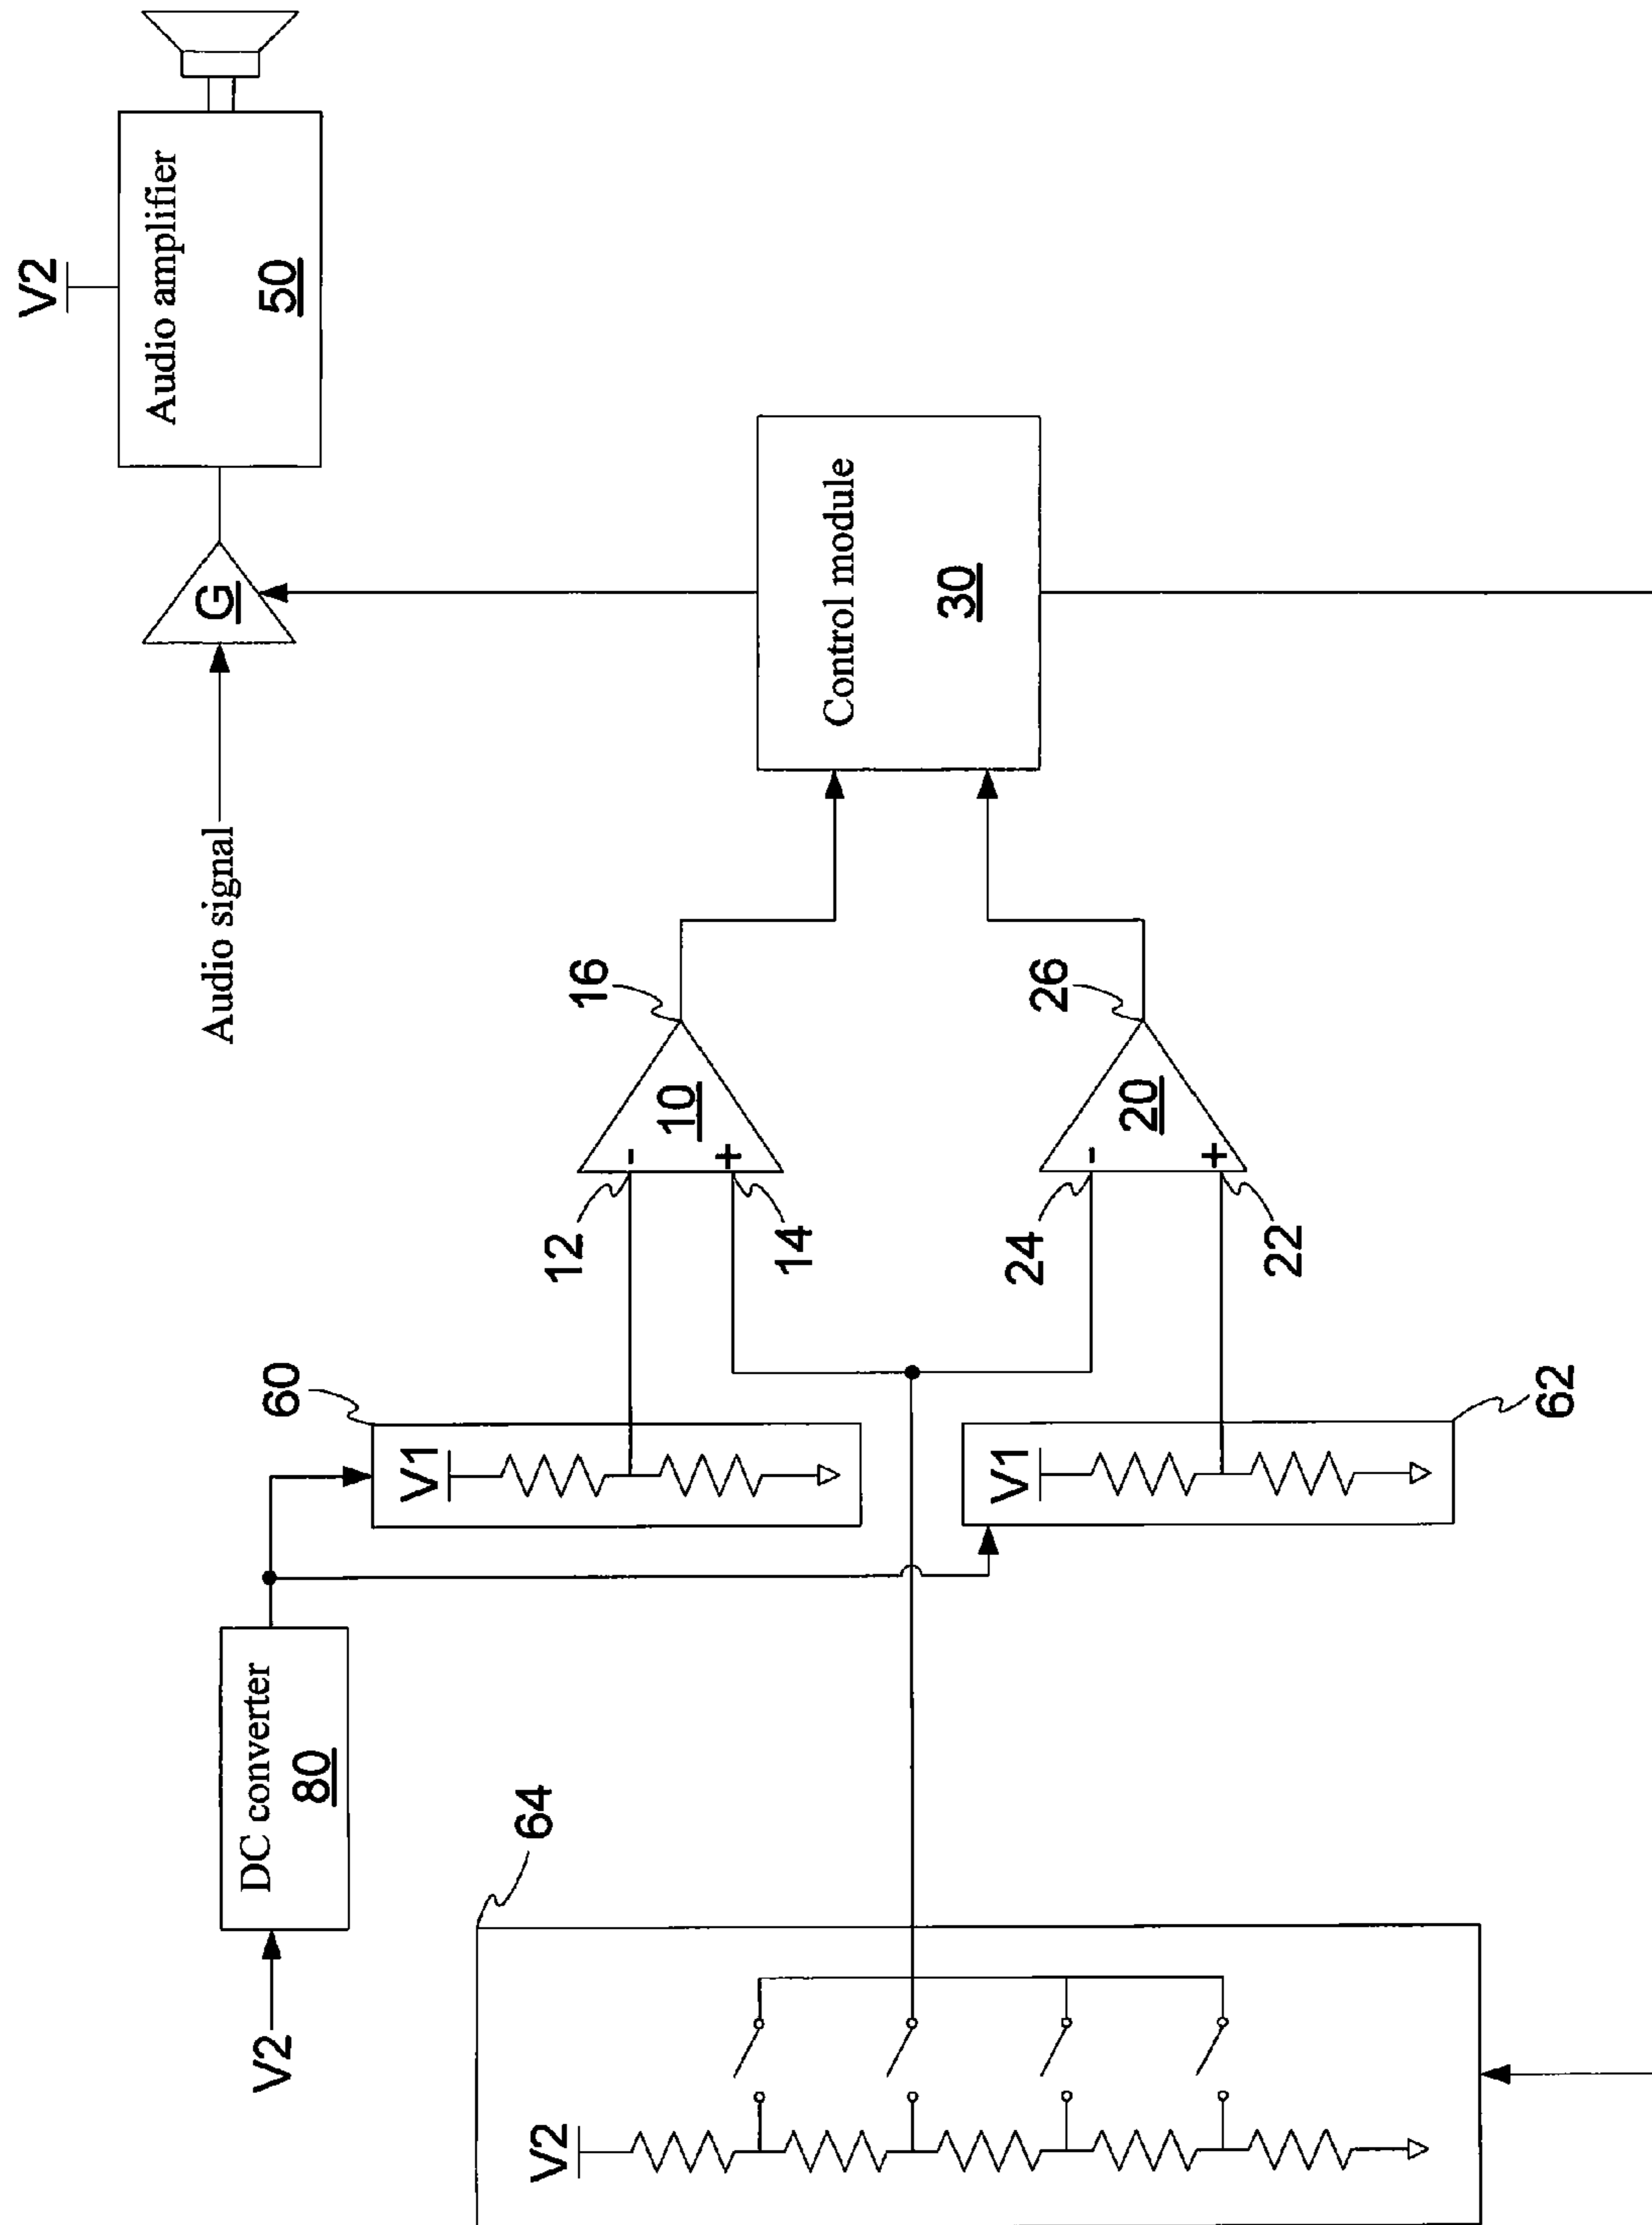 V2
Audio amplifier
50
G
Audio signal
Control module
30
16
10
-
+
12
14
26
20
-
+
24
22
60
V1
62
V1
DC converter
80
V2
64
V2